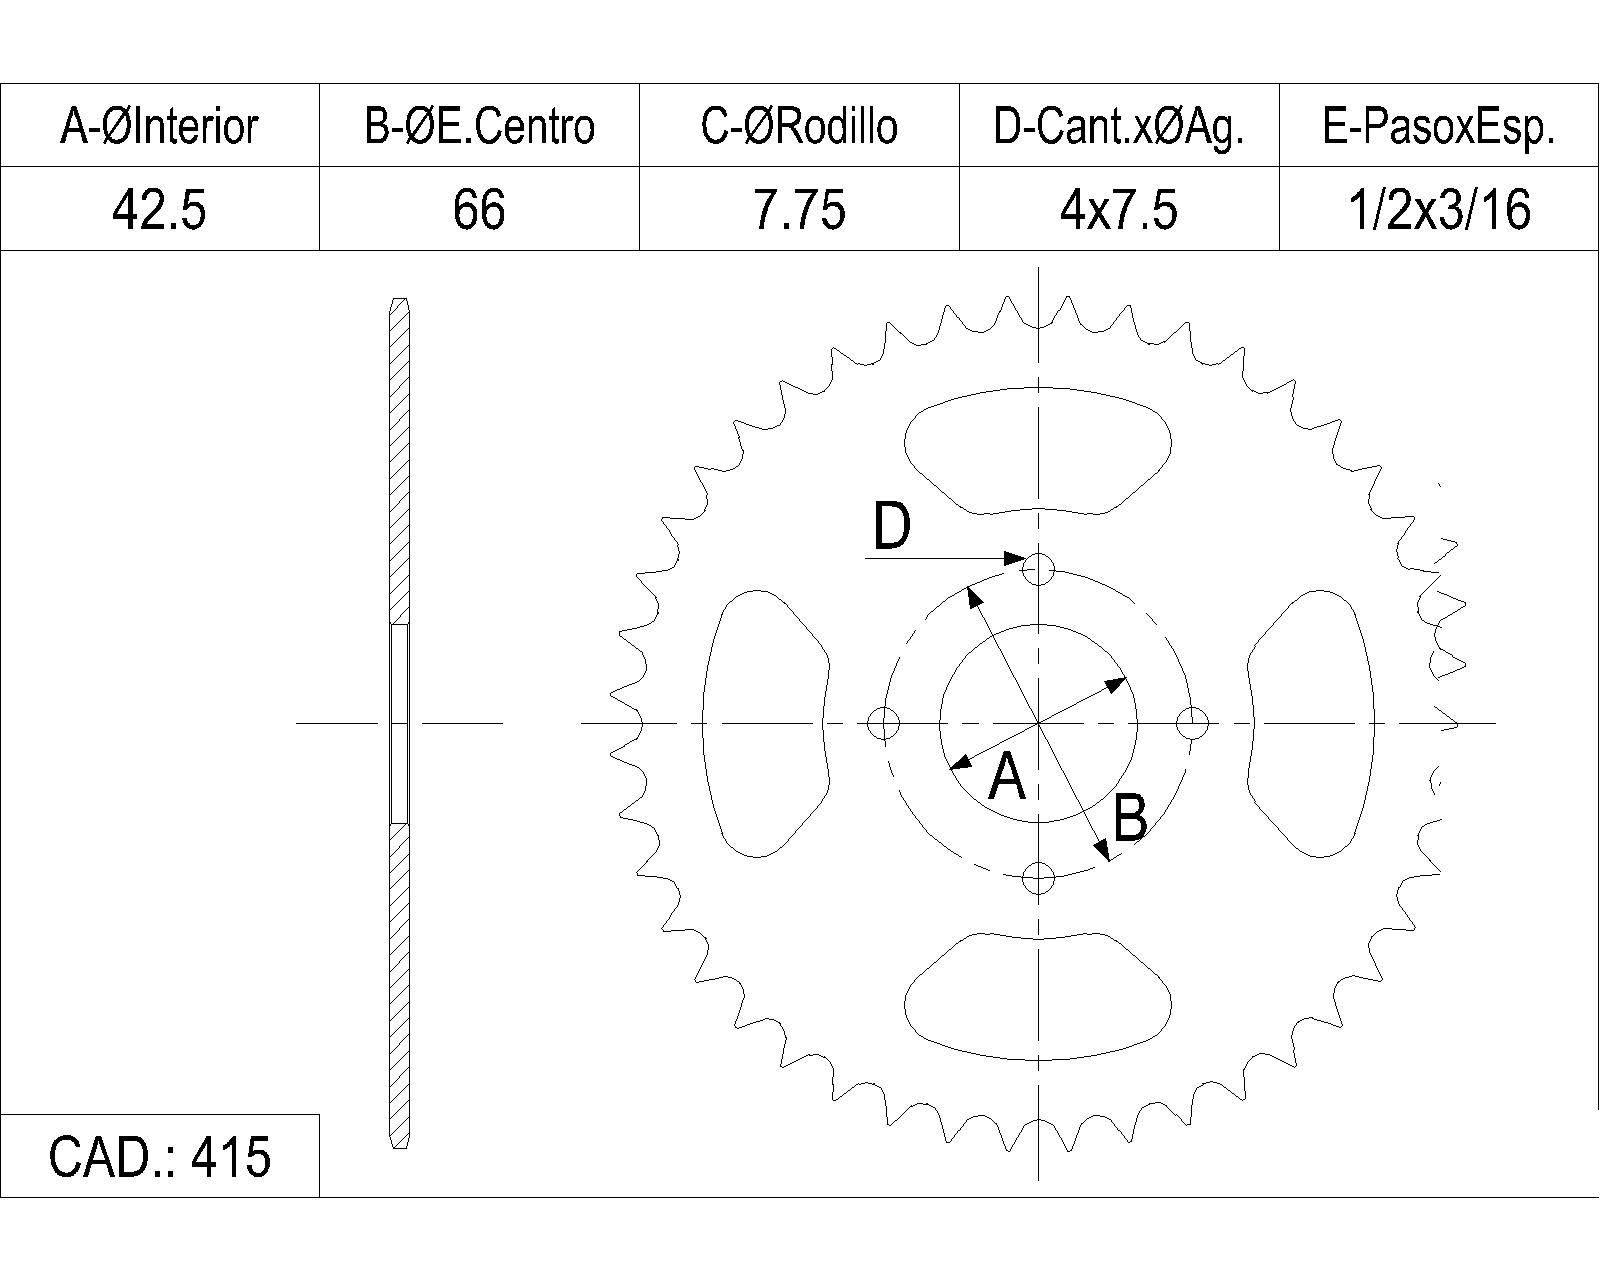 A-ØInterior B-ØE.Centro C-ØRodillo D-Cant.xØAg. E-PasoxEsp.
42.5 66 7.75 4x7.5 1/2x3/16
D
A
B
CAD.: 415